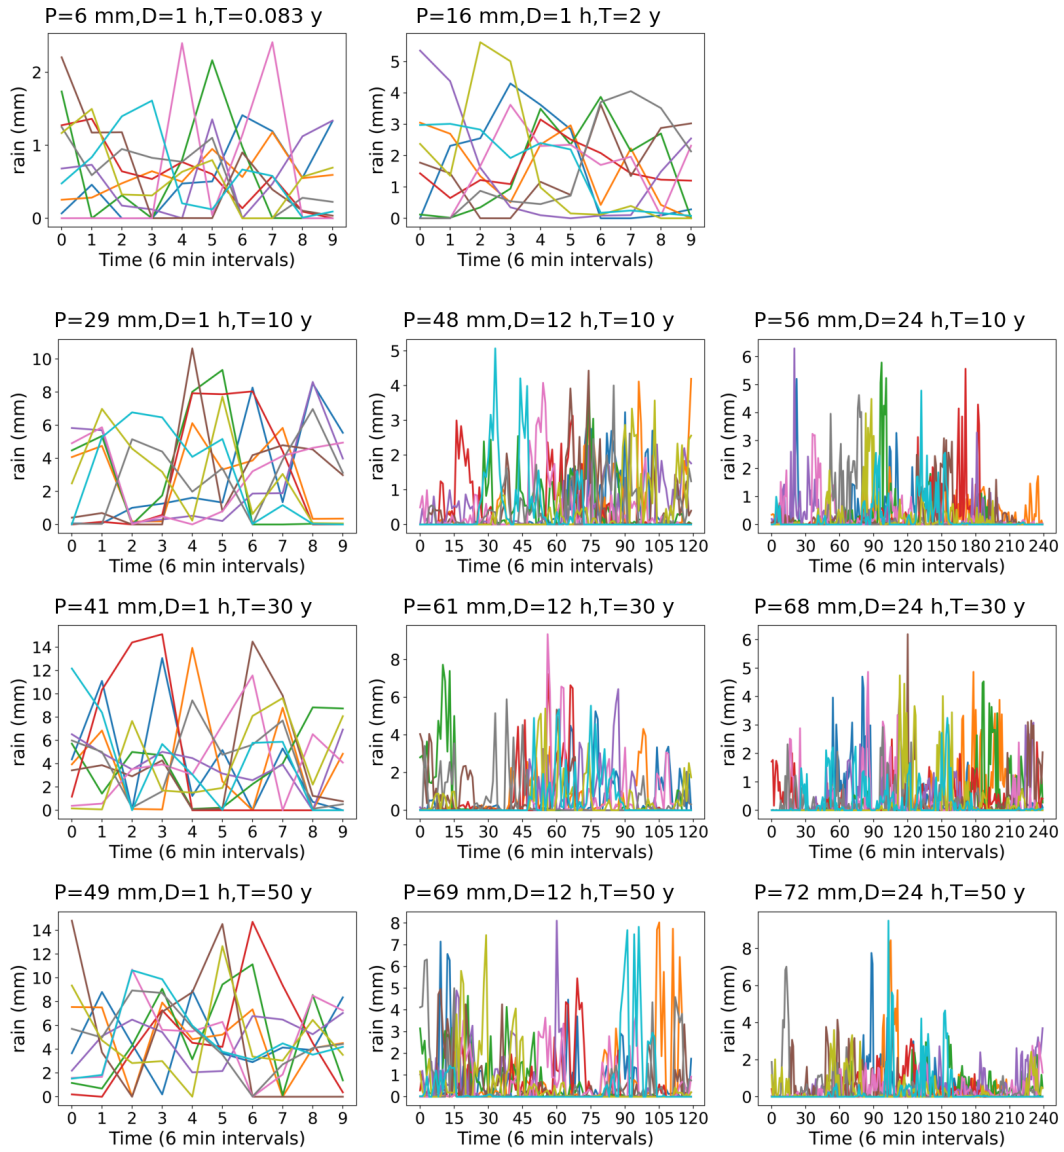 P=6 mm,D=1 h,T=0.083 y
rain (mm)
2
1
0
0 1 2 3 4 5 6 7 8 9
Time (6 min intervals)
P=16 mm,D=1 h,T=2 y
rain (mm)
5
4
3
2
1
0
0 1 2 3 4 5 6 7 8 9
Time (6 min intervals)
P=29 mm,D=1 h,T=10 y
rain (mm)
10
8
6
4
2
0
0 1 2 3 4 5 6 7 8 9
Time (6 min intervals)
P=48 mm,D=12 h,T=10 y
rain (mm)
5
4
3
2
1
0
0 15 30 45 60 75 90 105 119
Time (6 min intervals)
P=56 mm,D=24 h,T=10 y
rain (mm)
6
5
4
3
2
1
0
0 30 60 90 120 150 180 210 240
Time (6 min intervals)
P=41 mm,D=1 h,T=30 y
rain (mm)
14
12
10
8
6
4
2
0
0 1 2 3 4 5 6 7 8 9
Time (6 min intervals)
P=61 mm,D=12 h,T=30 y
rain (mm)
8
6
4
2
0
0 15 30 45 60 75 90 105 119
Time (6 min intervals)
P=68 mm,D=24 h,T=30 y
rain (mm)
6
5
4
3
2
1
0
0 30 60 90 120 150 180 210 239
Time (6 min intervals)
P=49 mm,D=1 h,T=50 y
rain (mm)
14
12
10
8
6
4
2
0
0 1 2 3 4 5 6 7 8 9
Time (6 min intervals)
P=69 mm,D=12 h,T=50 y
rain (mm)
8
7
6
5
4
3
2
1
0
0 15 30 45 60 75 90 105 119
Time (6 min intervals)
P=72 mm,D=24 h,T=50 y
rain (mm)
8
6
4
2
0
0 30 60 90 120 150 180 210 240
Time (6 min intervals)